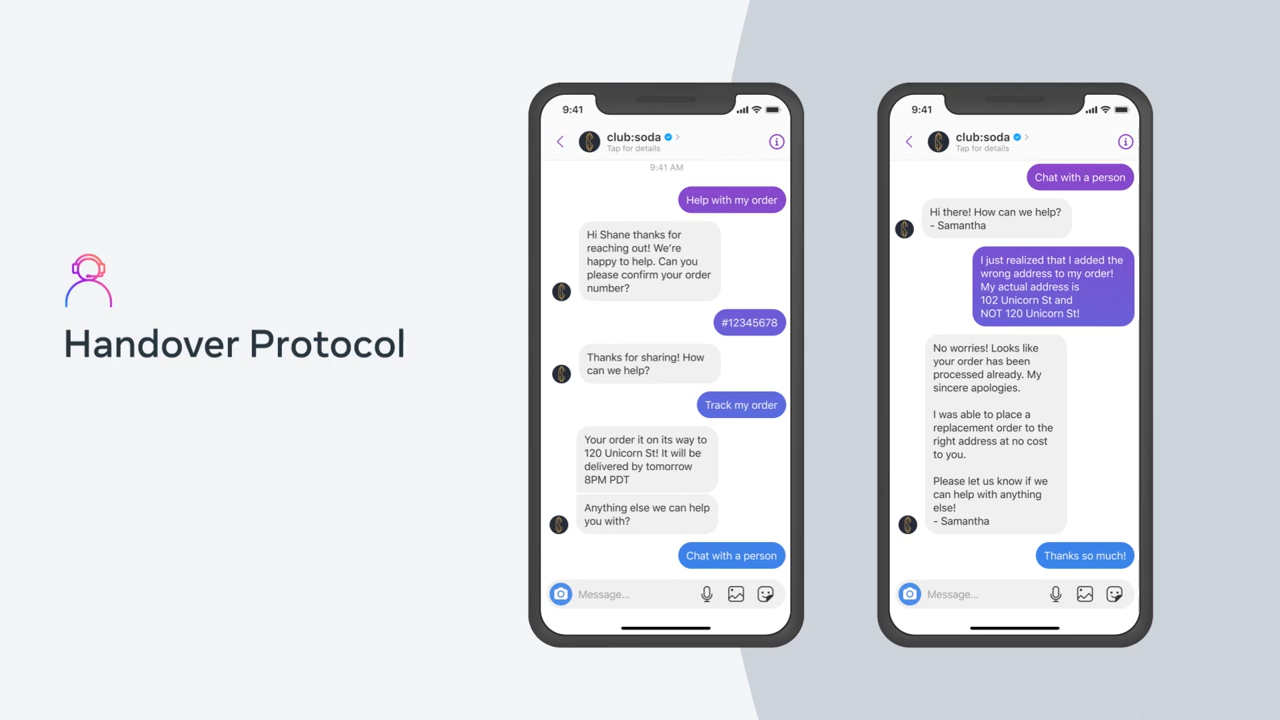 Handover Protocol
9:41
club:soda
Tap for details
9:41 AM
Help with my order
Hi Shane thanks for
reaching out! We're
happy to help. Can you
please confirm your order
number?
#12345678
Thanks for sharing! How
can we help?
Track my order
Your order it on its way to
120 Unicorn St! It will be
delivered by tomorrow
8PM PDT
Anything else we can help
you with?
Chat with a person
Message...
9:41
club:soda
Tap for details
Chat with a person
Hi there! How can we help?
- Samantha
I just realized that I added the
wrong address to my order!
My actual address is
102 Unicorn St and
NOT 120 Unicorn St!
No worries! Looks like
your order has been
processed already. My
sincere apologies.
I was able to place a
replacement order to the
right address at no cost
to you.
Please let us know if we
can help with anything
else!
- Samantha
Thanks so much!
Message...